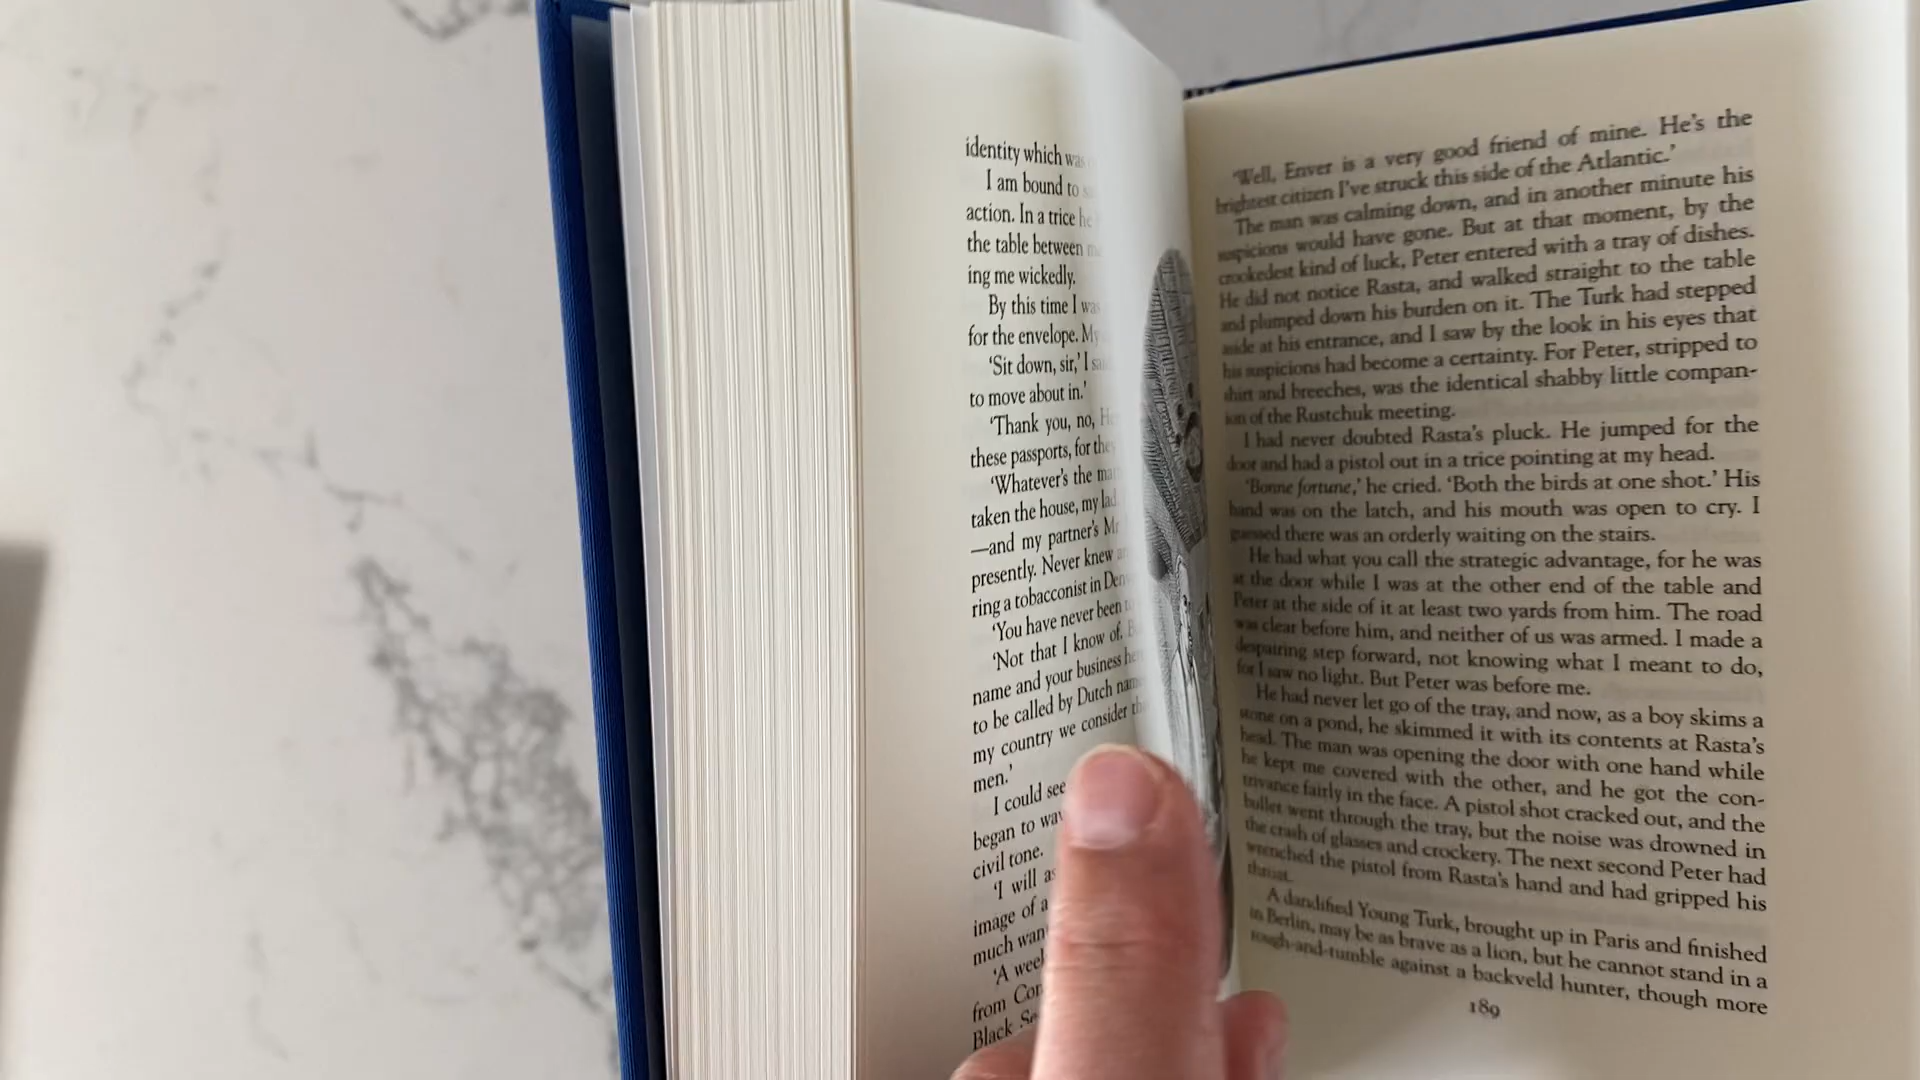 identity which was
I am bound to
action. In a trice he
the table between
ing me wickedly.
By this time I was
for the envelope. My
'Sit down, sir,' I
to move about in.'
'Thank you, no,
these passports, for the
'Whatever's the
taken the house, my lad
—and my partner's
presently. Never knew
ring a tobacconist in
'You have never been
'Not that I know of.
name and your business
to be called by Dutch
my country we consider
men.'
I could see
began to
civil tone.
'I will
image of a
much
'A
from
Black
'Well, Enver is a very good friend of mine. He's the
brightest citizen I've struck this side of the Atlantic.'
The man was calming down, and in another minute his
suspicions would have gone. But at that moment, by the
crookedest kind of luck, Peter entered with a tray of dishes.
He did not notice Rasta, and walked straight to the table
and plumped down his burden on it. The Turk had stepped
aside at his entrance, and I saw by the look in his eyes that
his suspicions had become a certainty. For Peter, stripped to
shirt and breeches, was the identical shabby little compan-
ion of the Rustchuk meeting.
I had never doubted Rasta's pluck. He jumped for the
door and had a pistol out in a trice pointing at my head.
'Bonne fortune,' he cried. 'Both the birds at one shot.' His
hand was on the latch, and his mouth was open to cry. I
guessed there was an orderly waiting on the stairs.
He had what you call the strategic advantage, for he was
at the door while I was at the other end of the table and
Peter at the side of it at least two yards from him. The road
was clear before him, and neither of us was armed. I made a
despairing step forward, not knowing what I meant to do,
for I saw no light. But Peter was before me.
He had never let go of the tray, and now, as a boy skims a
stone on a pond, he skimmed it with its contents at Rasta's
head. The man was opening the door with one hand while
he kept me covered with the other, and he got the con-
trivance fairly in the face. A pistol shot cracked out, and the
bullet went through the tray, but the noise was drowned in
the crash of glasses and crockery. The next second Peter had
wrenched the pistol from Rasta's hand and had gripped his
throat.
A dandified Young Turk, brought up in Paris and finished
in Berlin, may be as brave as a lion, but he cannot stand in a
rough-and-tumble against a backveld hunter, though more
189